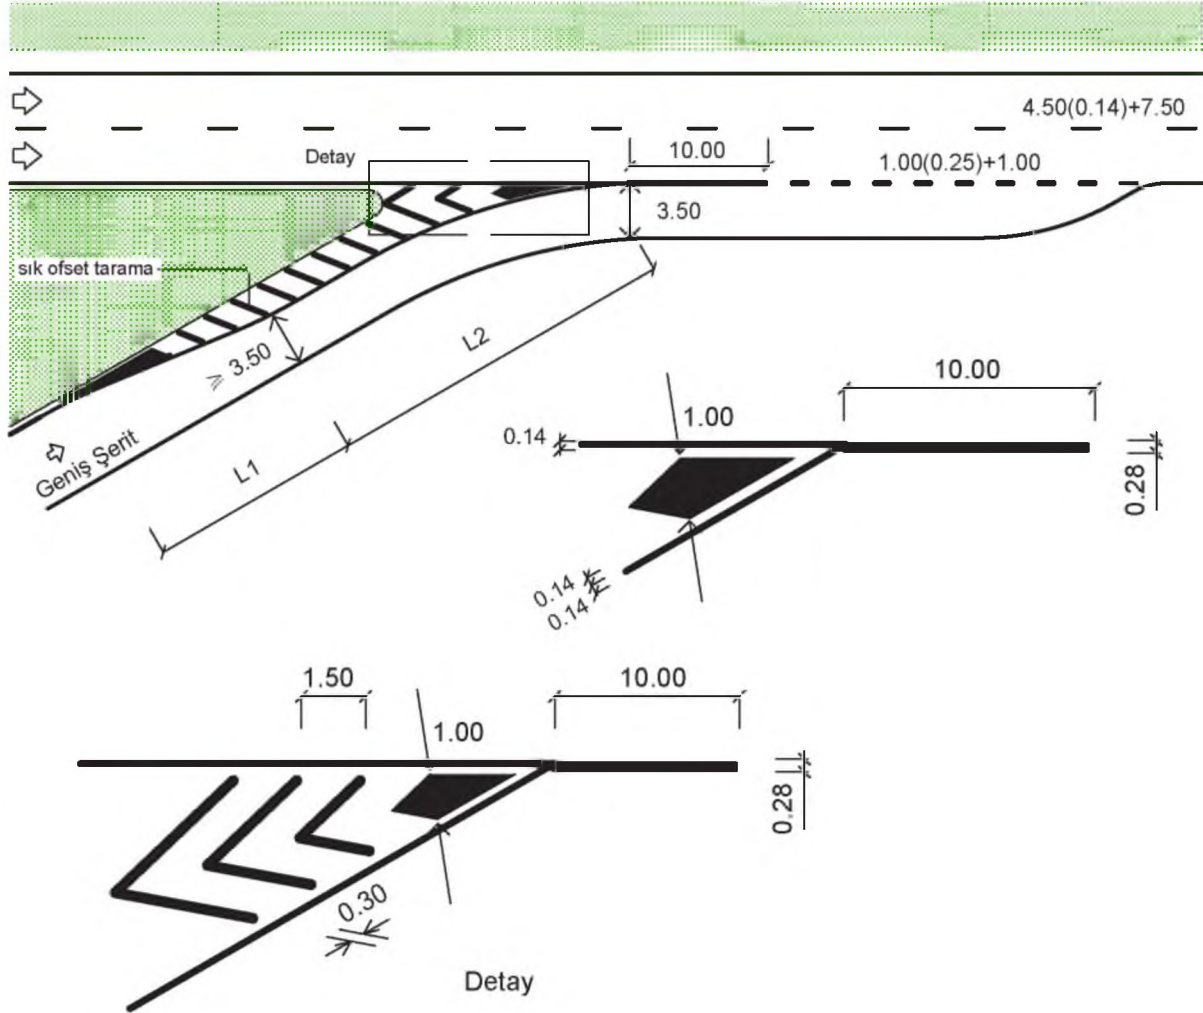 4.50(0.14)+7.50
Detay
10.00
1.00(0.25)+1.00
3.50
sık ofset tarama
≥ 3.50
L2
Geniş Şerit
L1
10.00
1.00
0.14
0.28
0.14
0.14
1.50
10.00
1.00
0.28
0.30
Detay